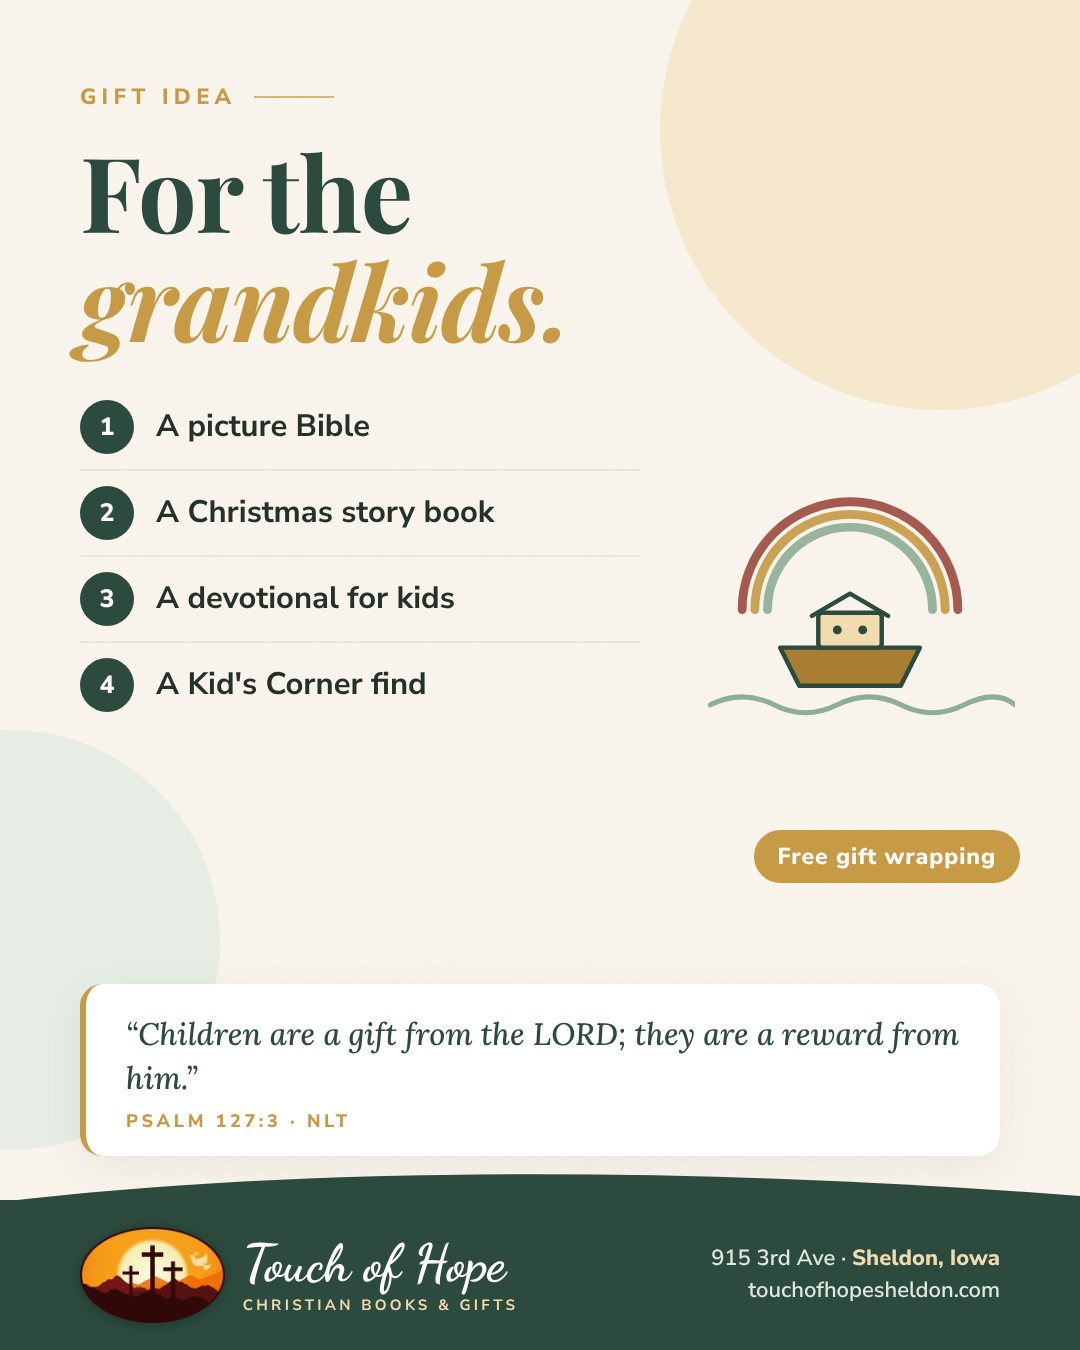 GIFT IDEA
For the
grandkids.
1 A picture Bible
2 A Christmas story book
3 A devotional for kids
4 A Kid's Corner find
Free gift wrapping
“Children are a gift from the LORD; they are a reward from
him.”
PSALM 127:3 · NLT
Touch of Hope
CHRISTIAN BOOKS & GIFTS
915 3rd Ave · Sheldon, Iowa
touchofhopesheldon.com